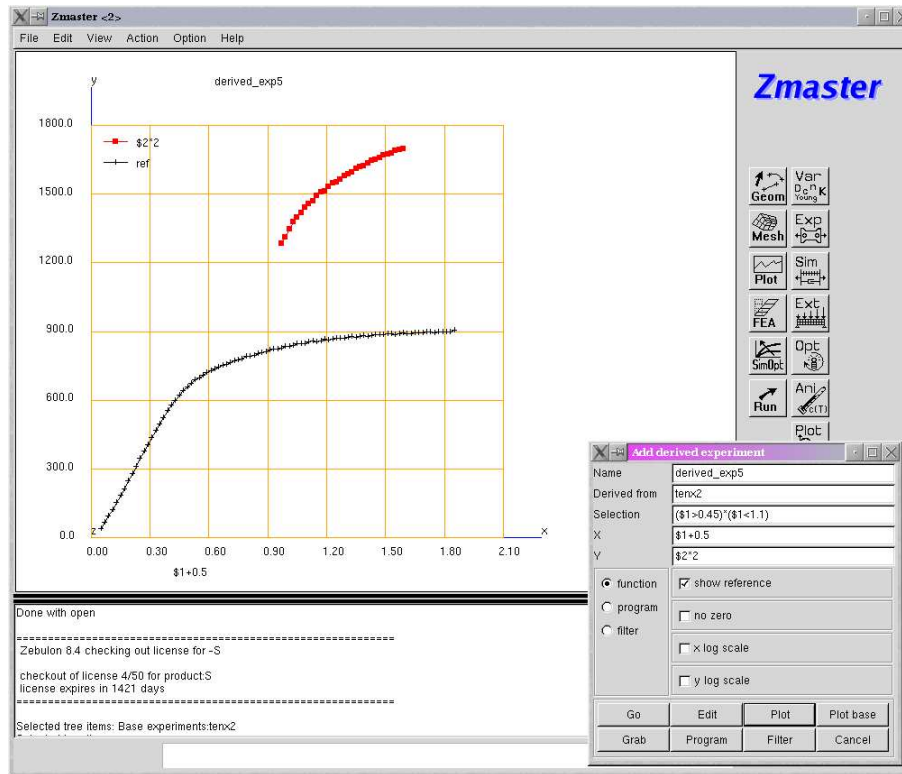 Zmaster <2>
File Edit View Action Option Help
y
derived_exp5
1800.0
1500.0
1200.0
900.0
600.0
300.0
0.0
$2*2
ref
z
x
0.00 0.30 0.60 0.90 1.20 1.50 1.80 2.10
$1+0.5
Zmaster
Geom
Var
Young
K
Mesh
Exp
Plot
Sim
FEA
Ext
SimOpt
Opt
Run
Ani
c(T)
Plot
Done with open
==========================================================
Zebulon 8.4 checking out license for -S
checkout of license 4/50 for product:S
license expires in 1421 days
==========================================================
Selected tree items: Base experiments:tenx2
Add derived experiment
Name derived_exp5
Derived from tenx2
Selection ($1>0.45)*($1<1.1)
X $1+0.5
Y $2*2
function
program
filter
show reference
no zero
x log scale
y log scale
Go Edit Plot Plot base
Grab Program Filter Cancel